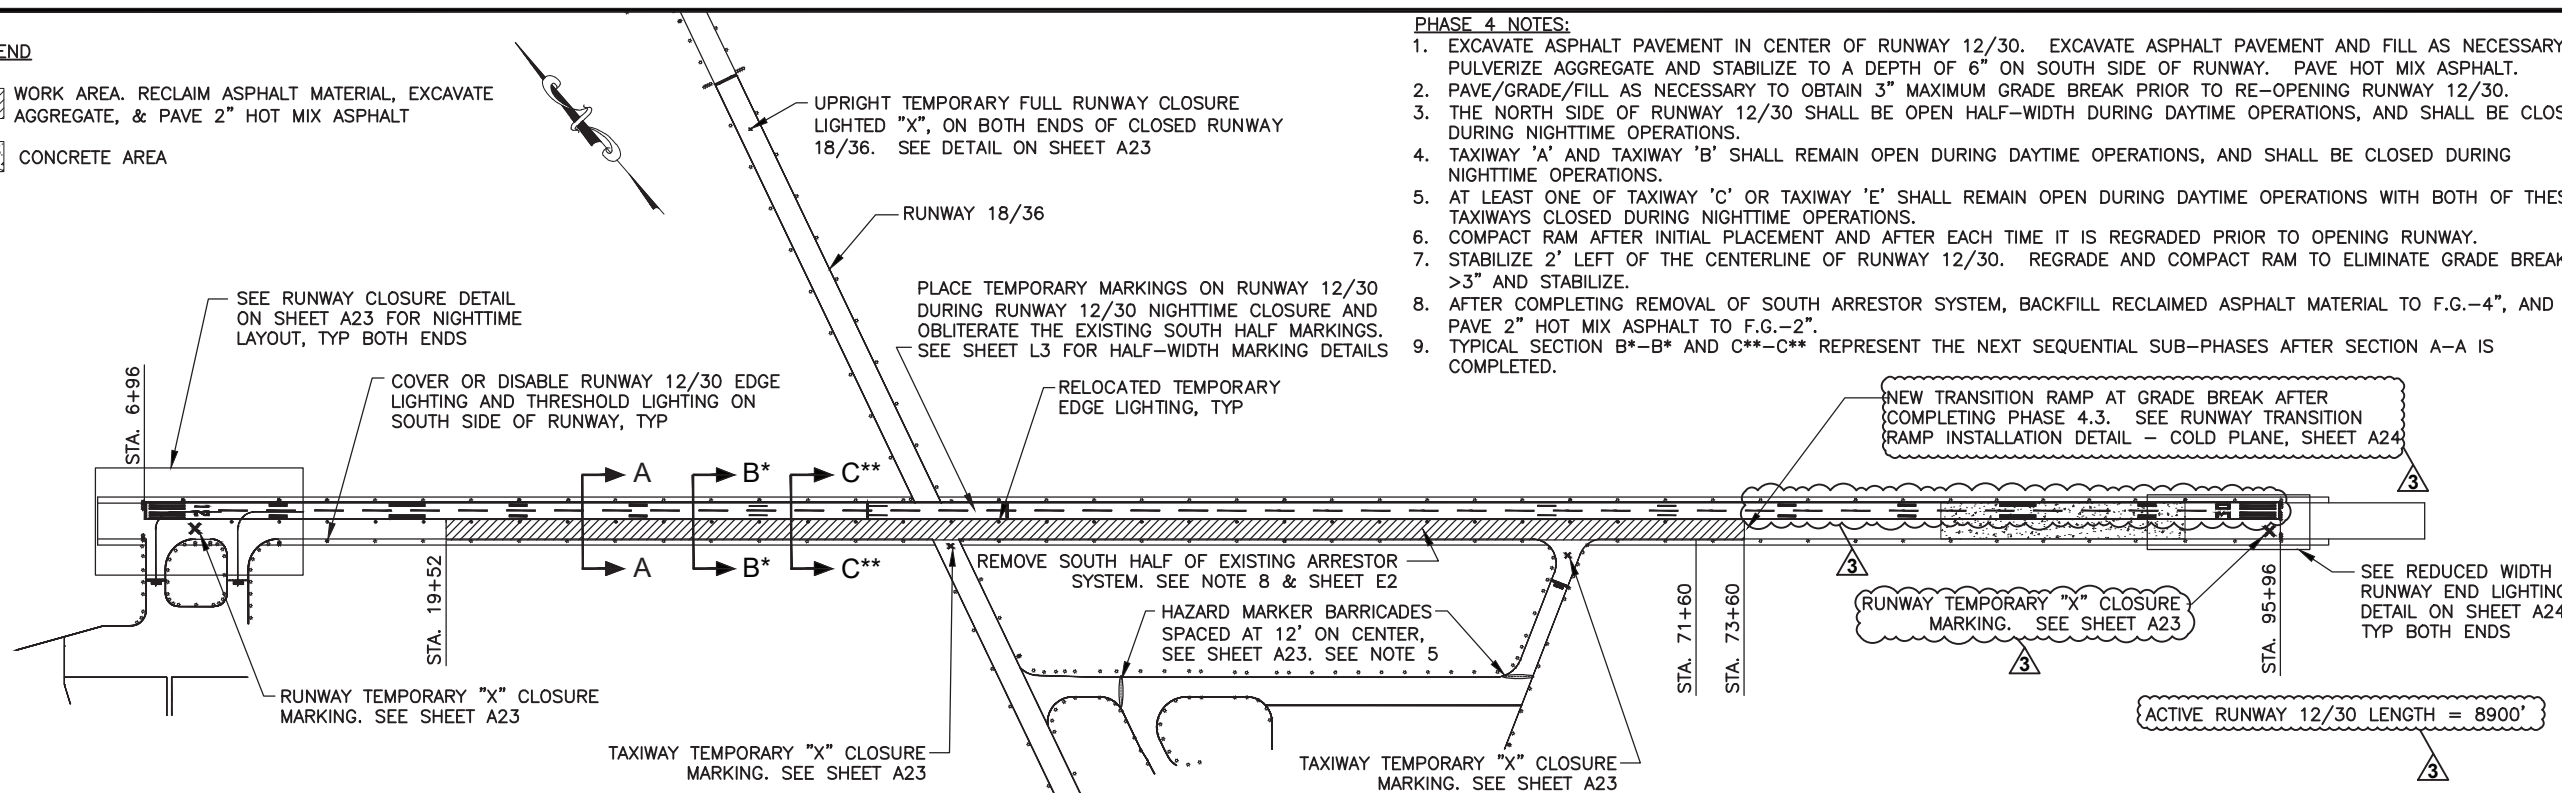 END
WORK AREA. RECLAIM ASPHALT MATERIAL, EXCAVATE
AGGREGATE, & PAVE 2" HOT MIX ASPHALT
CONCRETE AREA
UPRIGHT TEMPORARY FULL RUNWAY CLOSURE
LIGHTED "X", ON BOTH ENDS OF CLOSED RUNWAY
18/36. SEE DETAIL ON SHEET A23
RUNWAY 18/36
PHASE 4 NOTES:
1. EXCAVATE ASPHALT PAVEMENT IN CENTER OF RUNWAY 12/30. EXCAVATE ASPHALT PAVEMENT AND FILL AS NECESSARY
PULVERIZE AGGREGATE AND STABILIZE TO A DEPTH OF 6" ON SOUTH SIDE OF RUNWAY. PAVE HOT MIX ASPHALT.
2. PAVE/GRADE/FILL AS NECESSARY TO OBTAIN 3" MAXIMUM GRADE BREAK PRIOR TO RE-OPENING RUNWAY 12/30.
3. THE NORTH SIDE OF RUNWAY 12/30 SHALL BE OPEN HALF-WIDTH DURING DAYTIME OPERATIONS, AND SHALL BE CLOS
DURING NIGHTTIME OPERATIONS.
4. TAXIWAY 'A' AND TAXIWAY 'B' SHALL REMAIN OPEN DURING DAYTIME OPERATIONS, AND SHALL BE CLOSED DURING
NIGHTTIME OPERATIONS.
5. AT LEAST ONE OF TAXIWAY 'C' OR TAXIWAY 'E' SHALL REMAIN OPEN DURING DAYTIME OPERATIONS WITH BOTH OF THES
TAXIWAYS CLOSED DURING NIGHTTIME OPERATIONS.
6. COMPACT RAM AFTER INITIAL PLACEMENT AND AFTER EACH TIME IT IS REGRADED PRIOR TO OPENING RUNWAY.
7. STABILIZE 2' LEFT OF THE CENTERLINE OF RUNWAY 12/30. REGRADE AND COMPACT RAM TO ELIMINATE GRADE BREAK
>3" AND STABILIZE.
8. AFTER COMPLETING REMOVAL OF SOUTH ARRESTOR SYSTEM, BACKFILL RECLAIMED ASPHALT MATERIAL TO F.G.-4", AND
PAVE 2" HOT MIX ASPHALT TO F.G.-2".
9. TYPICAL SECTION B*-B* AND C**-C** REPRESENT THE NEXT SEQUENTIAL SUB-PHASES AFTER SECTION A-A IS
COMPLETED.
SEE RUNWAY CLOSURE DETAIL
ON SHEET A23 FOR NIGHTTIME
LAYOUT, TYP BOTH ENDS
PLACE TEMPORARY MARKINGS ON RUNWAY 12/30
DURING RUNWAY 12/30 NIGHTTIME CLOSURE AND
OBLITERATE THE EXISTING SOUTH HALF MARKINGS.
SEE SHEET L3 FOR HALF-WIDTH MARKING DETAILS
STA. 6+96
COVER OR DISABLE RUNWAY 12/30 EDGE
LIGHTING AND THRESHOLD LIGHTING ON
SOUTH SIDE OF RUNWAY, TYP
RELOCATED TEMPORARY
EDGE LIGHTING, TYP
NEW TRANSITION RAMP AT GRADE BREAK AFTER
COMPLETING PHASE 4.3. SEE RUNWAY TRANSITION
RAMP INSTALLATION DETAIL - COLD PLANE, SHEET A24
3
A
B*
C**
30
A
B*
C**
STA. 19+52
REMOVE SOUTH HALF OF EXISTING ARRESTOR
SYSTEM. SEE NOTE 8 & SHEET E2
HAZARD MARKER BARRICADES
SPACED AT 12' ON CENTER,
SEE SHEET A23. SEE NOTE 5
STA. 71+60
STA. 73+60
3
RUNWAY TEMPORARY "X" CLOSURE
MARKING. SEE SHEET A23
3
STA. 95+96
SEE REDUCED WIDTH
RUNWAY END LIGHTING
DETAIL ON SHEET A24
TYP BOTH ENDS
RUNWAY TEMPORARY "X" CLOSURE
MARKING. SEE SHEET A23
ACTIVE RUNWAY 12/30 LENGTH = 8900'
3
TAXIWAY TEMPORARY "X" CLOSURE
MARKING. SEE SHEET A23
TAXIWAY TEMPORARY "X" CLOSURE
MARKING. SEE SHEET A23